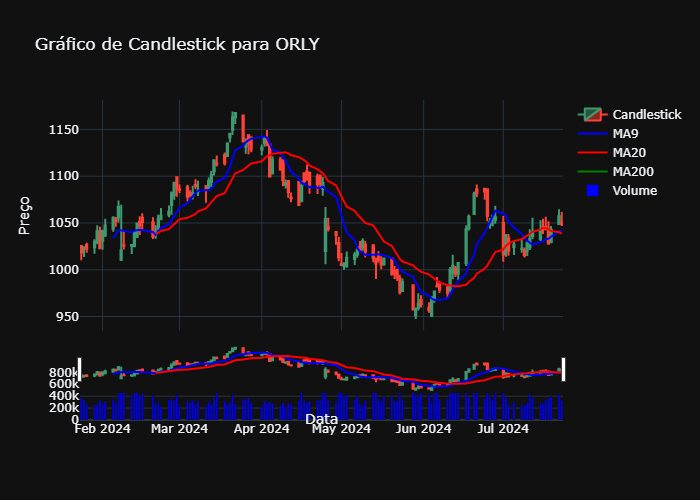 Gráfico de Candlestick para ORLY
Candlestick
MA9
MA20
MA200
Volume
Preço
1150
1100
1050
1000
950
800k
600k
400k
200k
0
Data
Feb 2024
Mar 2024
Apr 2024
May 2024
Jun 2024
Jul 2024